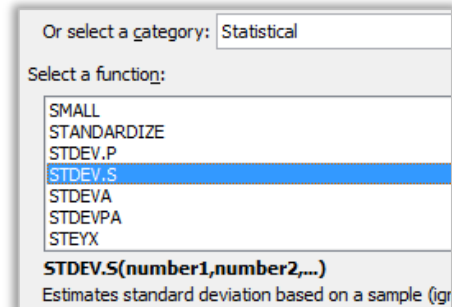 Or select a category: Statistical
Select a function:
SMALL
STANDARDIZE
STDEV.P
STDEV.S
STDEVA
STDEVPA
STEYX
STDEV.S(number1,number2,...)
Estimates standard deviation based on a sample (igr